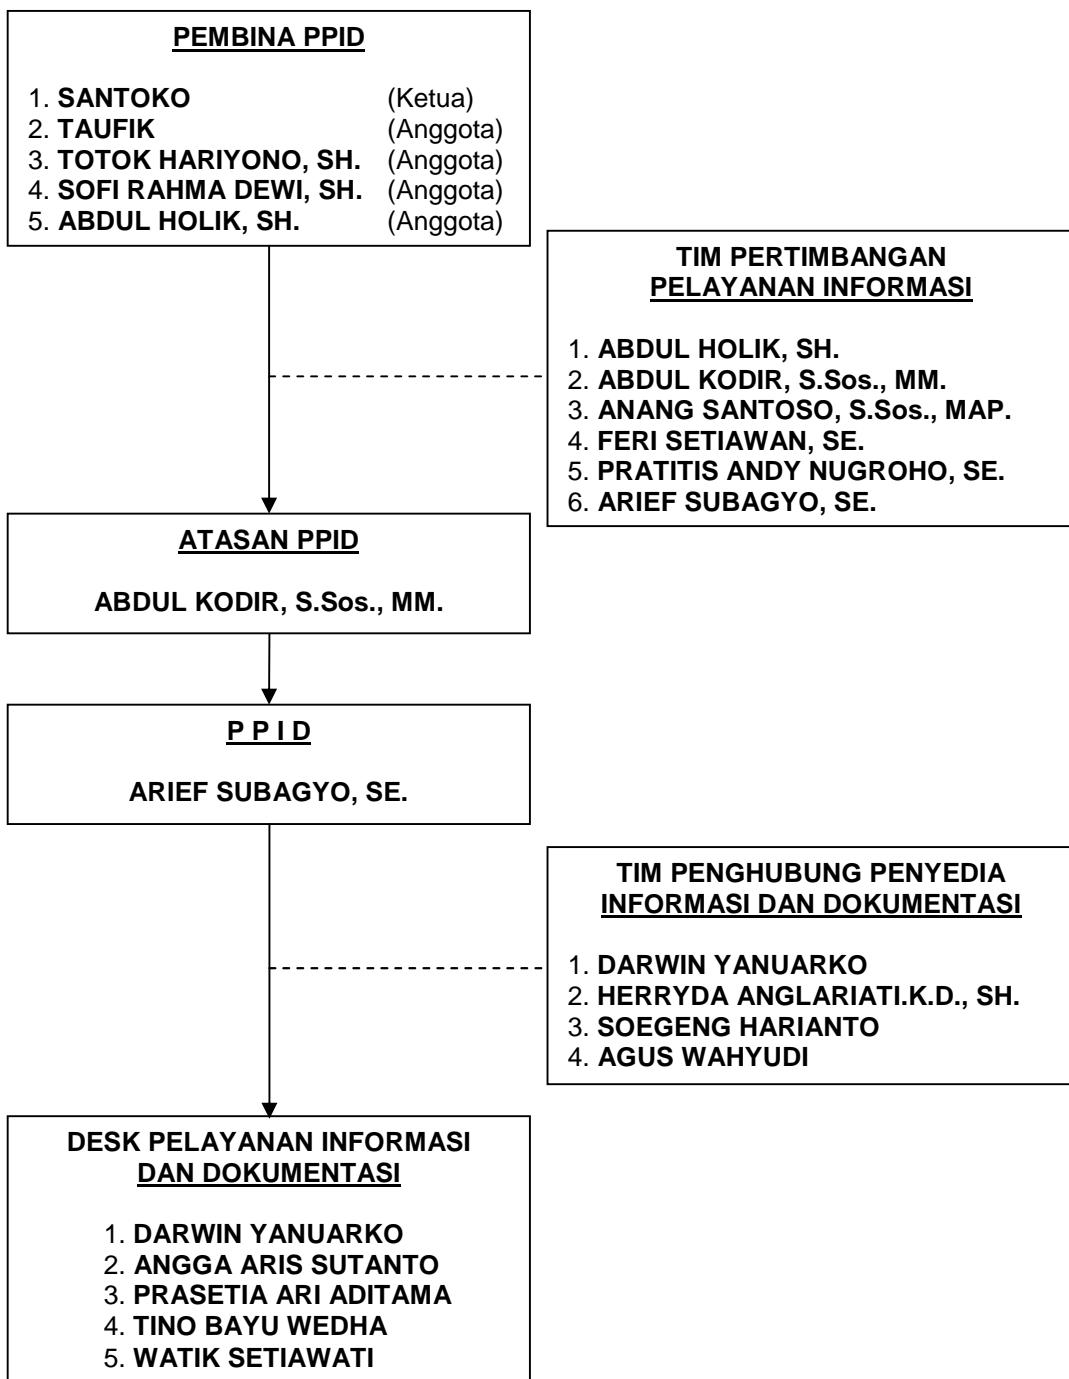 PEMBINA PPID
1. SANTOKO (Ketua)
2. TAUFIK (Anggota)
3. TOTOK HARIYONO, SH. (Anggota)
4. SOFI RAHMA DEWI, SH. (Anggota)
5. ABDUL HOLIK, SH. (Anggota)
TIM PERTIMBANGAN
PELAYANAN INFORMASI
1. ABDUL HOLIK, SH.
2. ABDUL KODIR, S.Sos., MM.
3. ANANG SANTOSO, S.Sos., MAP.
4. FERI SETIAWAN, SE.
5. PRATITIS ANDY NUGROHO, SE.
6. ARIEF SUBAGYO, SE.
ATASAN PPID
ABDUL KODIR, S.Sos., MM.
P P I D
ARIEF SUBAGYO, SE.
TIM PENGHUBUNG PENYEDIA
INFORMASI DAN DOKUMENTASI
1. DARWIN YANUARKO
2. HERRYDA ANGLARIATI.K.D., SH.
3. SOEGENG HARIANTO
4. AGUS WAHYUDI
DESK PELAYANAN INFORMASI
DAN DOKUMENTASI
1. DARWIN YANUARKO
2. ANGGA ARIS SUTANTO
3. PRASETIA ARI ADITAMA
4. TINO BAYU WEDHA
5. WATIK SETIAWATI